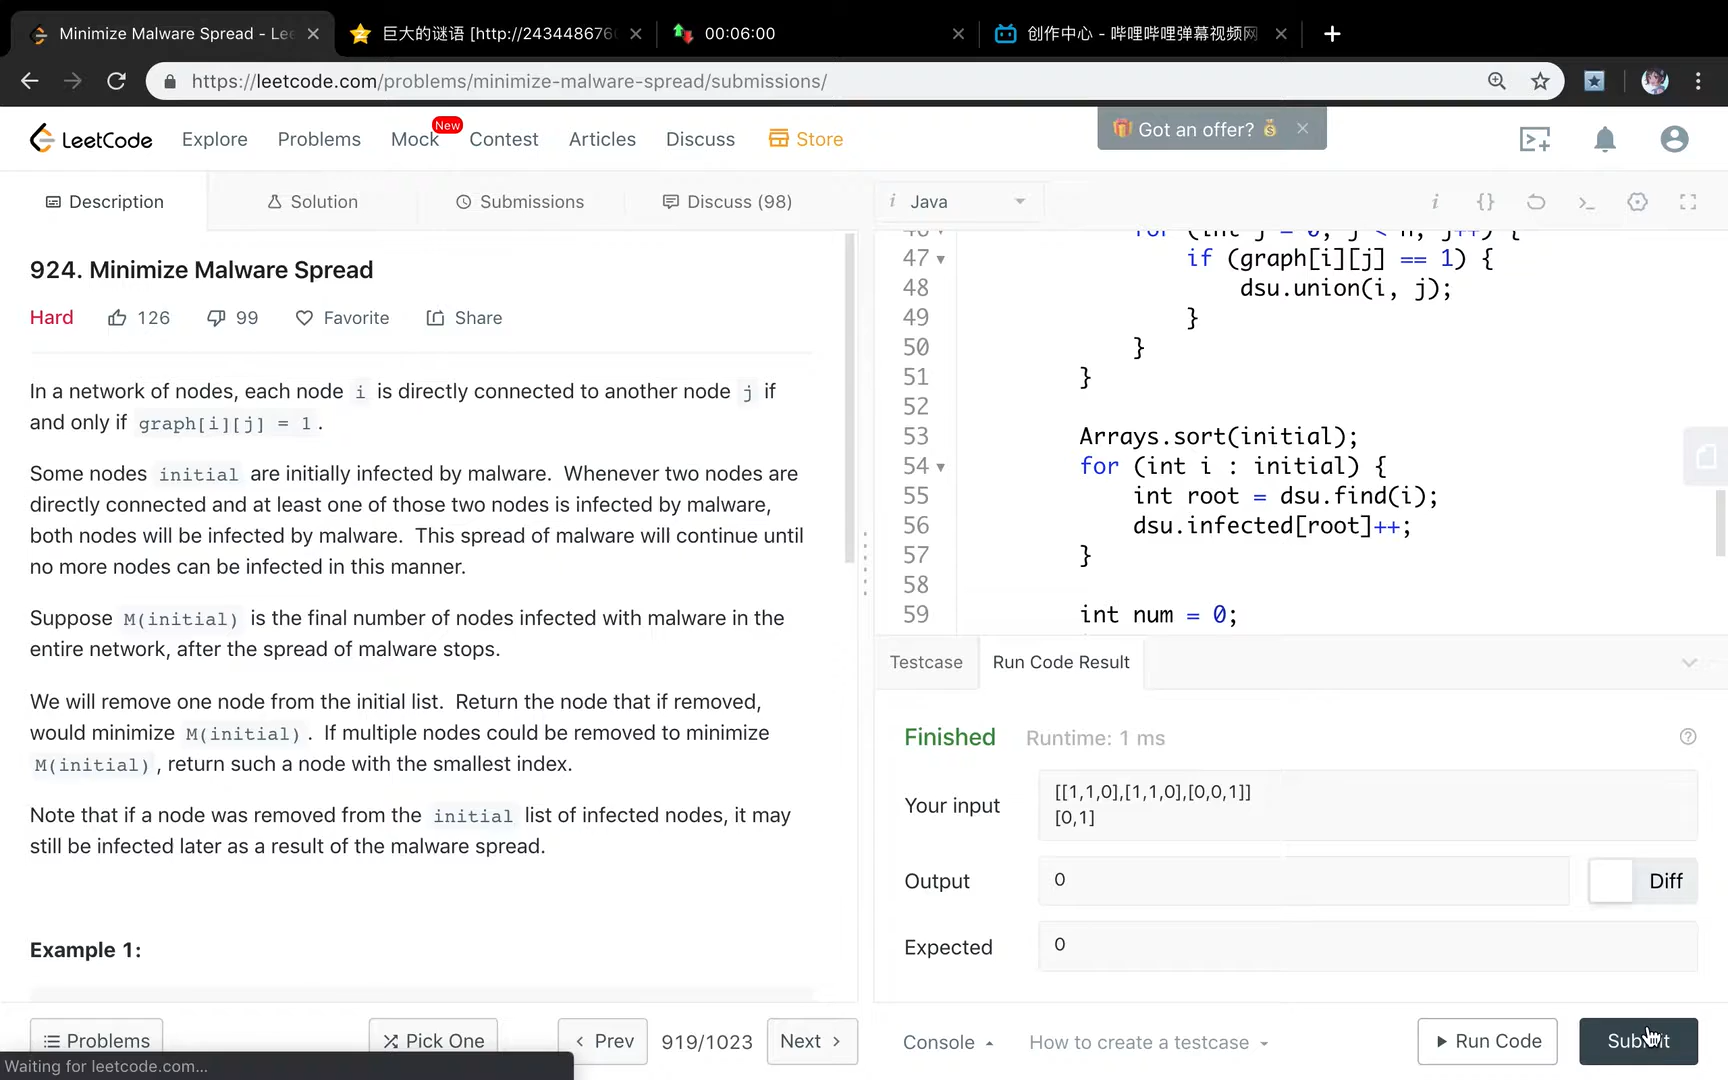 Minimize Malware Spread - Lee
巨大的谜语 [http://243448676
00:06:00
创作中心 - 哔哩哔哩弹幕视频网
https://leetcode.com/problems/minimize-malware-spread/submissions/
LeetCode Explore Problems Mock New Contest Articles Discuss Store
Got an offer?
Description Solution Submissions Discuss (98)
924. Minimize Malware Spread
Hard 126 99 Favorite Share
In a network of nodes, each node i is directly connected to another node j if
and only if graph[i][j] = 1.
Some nodes initial are initially infected by malware. Whenever two nodes are
directly connected and at least one of those two nodes is infected by malware,
both nodes will be infected by malware. This spread of malware will continue until
no more nodes can be infected in this manner.
Suppose M(initial) is the final number of nodes infected with malware in the
entire network, after the spread of malware stops.
We will remove one node from the initial list. Return the node that if removed,
would minimize M(initial). If multiple nodes could be removed to minimize
M(initial), return such a node with the smallest index.
Note that if a node was removed from the initial list of infected nodes, it may
still be infected later as a result of the malware spread.
Example 1:
Problems Pick One Prev 919/1023 Next
Waiting for leetcode.com...
i Java
i {} >_
46 for (int j = 0; j < n; j++) {
47 if (graph[i][j] == 1) {
48 dsu.union(i, j);
49 }
50 }
51 }
52
53 Arrays.sort(initial);
54 for (int i : initial) {
55 int root = dsu.find(i);
56 dsu.infected[root]++;
57 }
58
59 int num = 0;
Testcase Run Code Result
Finished Runtime: 1 ms
Your input
[[1,1,0],[1,1,0],[0,0,1]]
[0,1]
Output 0 Diff
Expected 0
Console How to create a testcase Run Code Submit